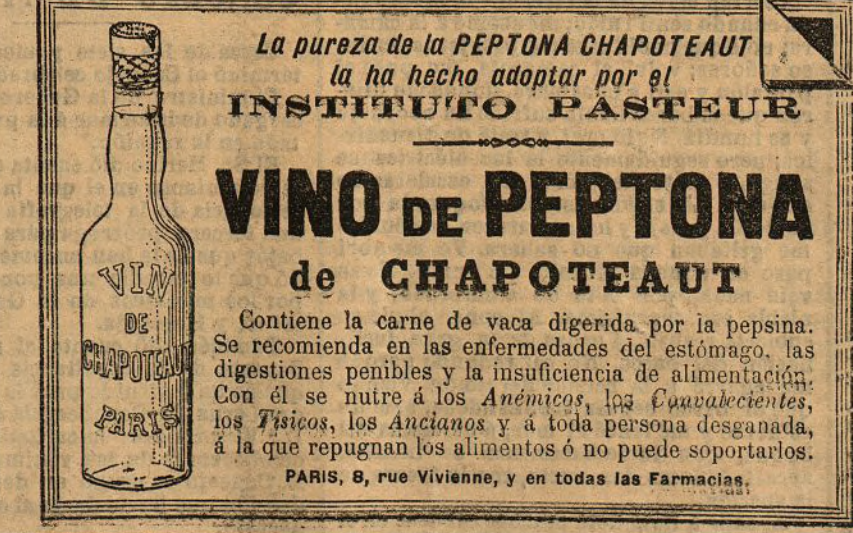 La pureza de la PEPTONA CHAPOTEAUT
la ha hecho adoptar por el
INSTITUTO PASTEUR
VINO DE PEPTONA
de CHAPOTEAUT
Contiene la carne de vaca digerida por la pepsina.
Se recomienda en las enfermedades del estómago, las
digestiones penibles y la insuficiencia de alimentación.
Con él se nutre á los Anémicos, los Convalecientes,
los Tísicos, los Ancianos y á toda persona desganada,
á la que repugnan los alimentos ó no puede soportarlos.
PARIS, 8, rue Vivienne, y en todas las Farmacias.
VIN
DE
CHAPOTEAUT
PARIS